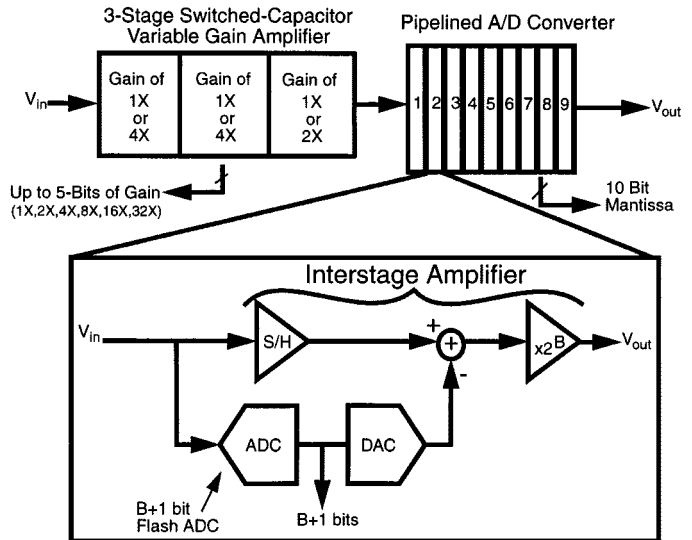 3-Stage Switched-Capacitor
Variable Gain Amplifier
Pipelined A/D Converter
Vin
Gain of
1X
or
4X
Gain of
1X
or
4X
Gain of
1X
or
2X
1 2 3 4 5 6 7 8 9
Vout
Up to 5-Bits of Gain
(1X,2X,4X,8X,16X,32X)
10 Bit
Mantissa
Interstage Amplifier
Vin
S/H
+
+
-
x2B
Vout
ADC
DAC
B+1 bit
Flash ADC
B+1 bits